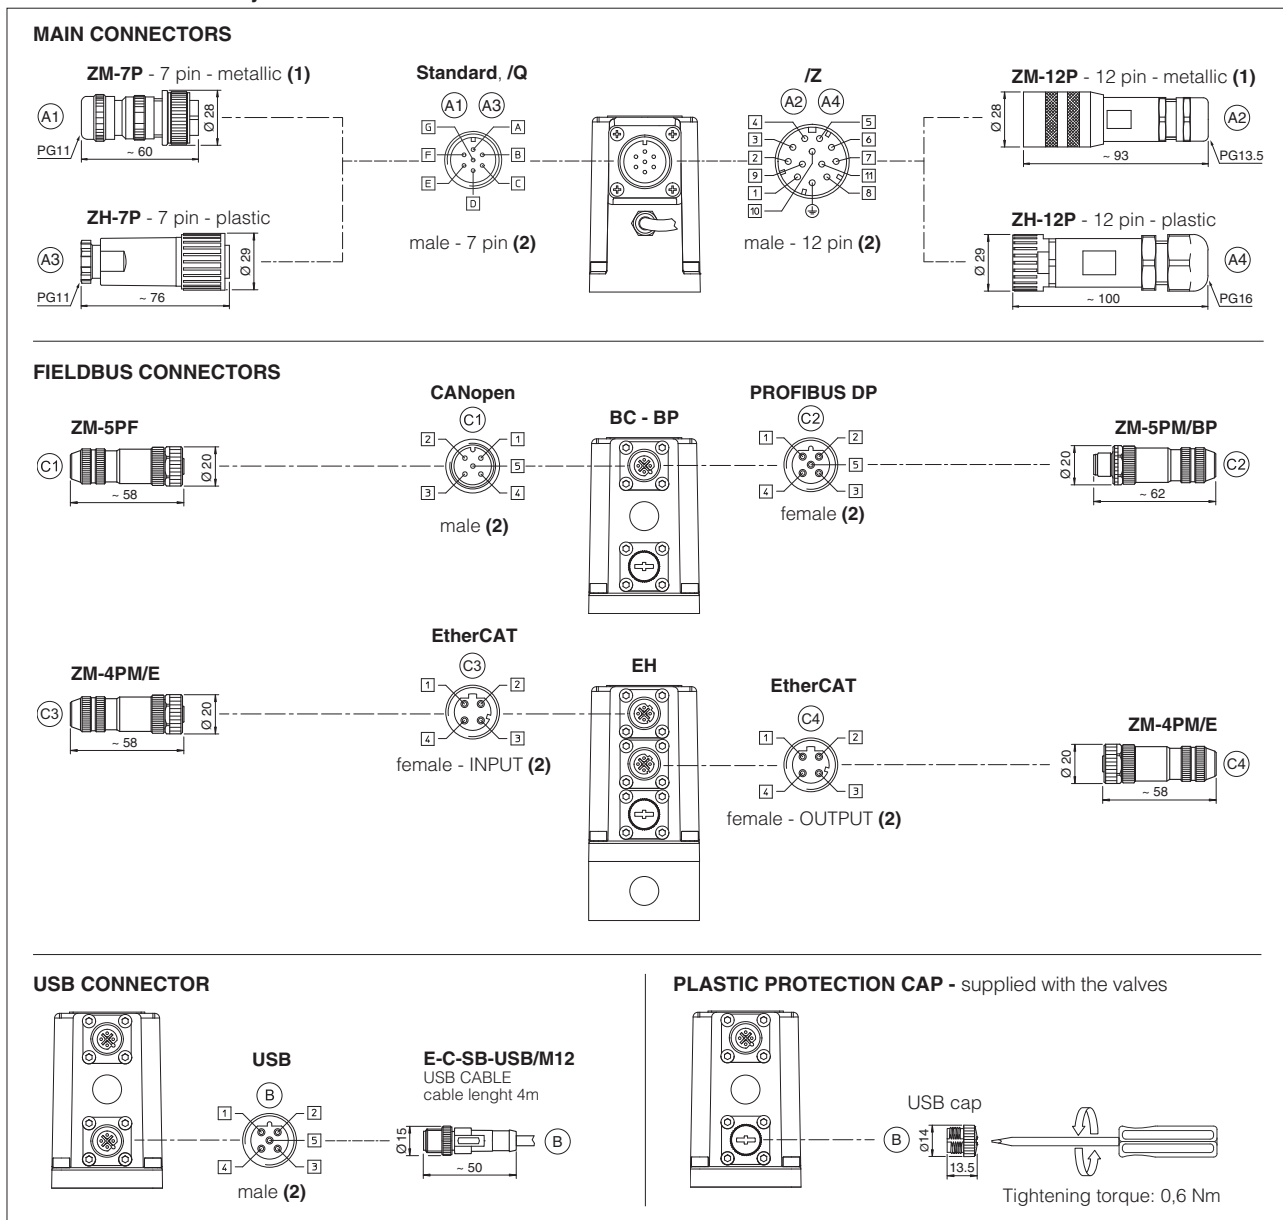 MAIN CONNECTORS
ZM-7P - 7 pin - metallic (1)
A1
PG11
~ 60
Ø 28
ZH-7P - 7 pin - plastic
A3
PG11
~ 76
Ø 29
Standard, /Q
A1 A3
G A
F B
E C
D
male - 7 pin (2)
/Z
A2 A4
4 5
3 6
2 7
9 11
1 8
10
male - 12 pin (2)
ZM-12P - 12 pin - metallic (1)
Ø 28
A2
PG13.5
~ 93
ZH-12P - 12 pin - plastic
Ø 29
A4
PG16
~ 100
FIELDBUS CONNECTORS
ZM-5PF
C1
Ø 20
~ 58
CANopen
C1
2 1
5
3 4
male (2)
BC - BP
PROFIBUS DP
C2
1 2
5
4 3
female (2)
ZM-5PM/BP
Ø 20
C2
~ 62
ZM-4PM/E
C3
Ø 20
~ 58
EtherCAT
C3
1 2
4 3
female - INPUT (2)
EH
EtherCAT
C4
1 2
4 3
female - OUTPUT (2)
ZM-4PM/E
Ø 20
C4
~ 58
USB CONNECTOR
USB
B
1 2
5
4 3
male (2)
E-C-SB-USB/M12
USB CABLE
cable lenght 4m
Ø 15
B
~ 50
PLASTIC PROTECTION CAP - supplied with the valves
USB cap
B
Ø14
13.5
Tightening torque: 0,6 Nm